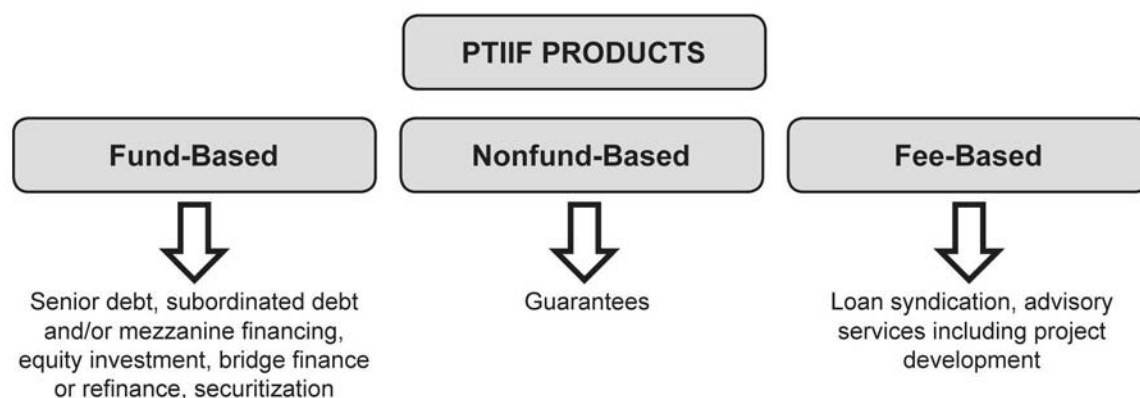 PTIIF PRODUCTS
Fund-Based
Nonfund-Based
Fee-Based
Senior debt, subordinated debt
and/or mezzanine financing,
equity investment, bridge finance
or refinance, securitization
Guarantees
Loan syndication, advisory
services including project
development